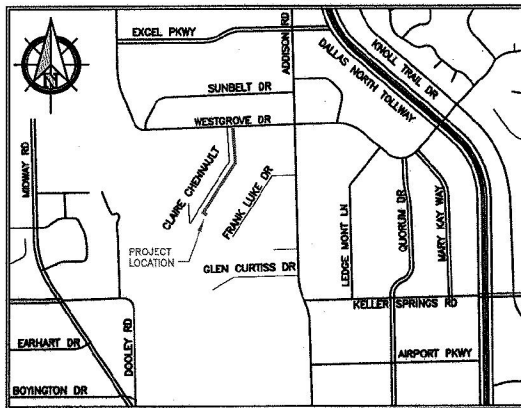 EXCEL PKWY
ADDISON RD
KNOLL TRAIL DR
DALLAS NORTH TOLLWAY
N
SUNBELT DR
WESTGROVE DR
MIDWAY RD
CLAIRE CHENNAULT
FRANK LUKE DR
PROJECT
LOCATION
GLEN CURTISS DR
LEDGE MONT LN
QUORUM DR
MARY KAY WAY
KELLER SPRINGS RD
DOOLEY RD
EARHART DR
AIRPORT PKWY
BOYINGTON DR